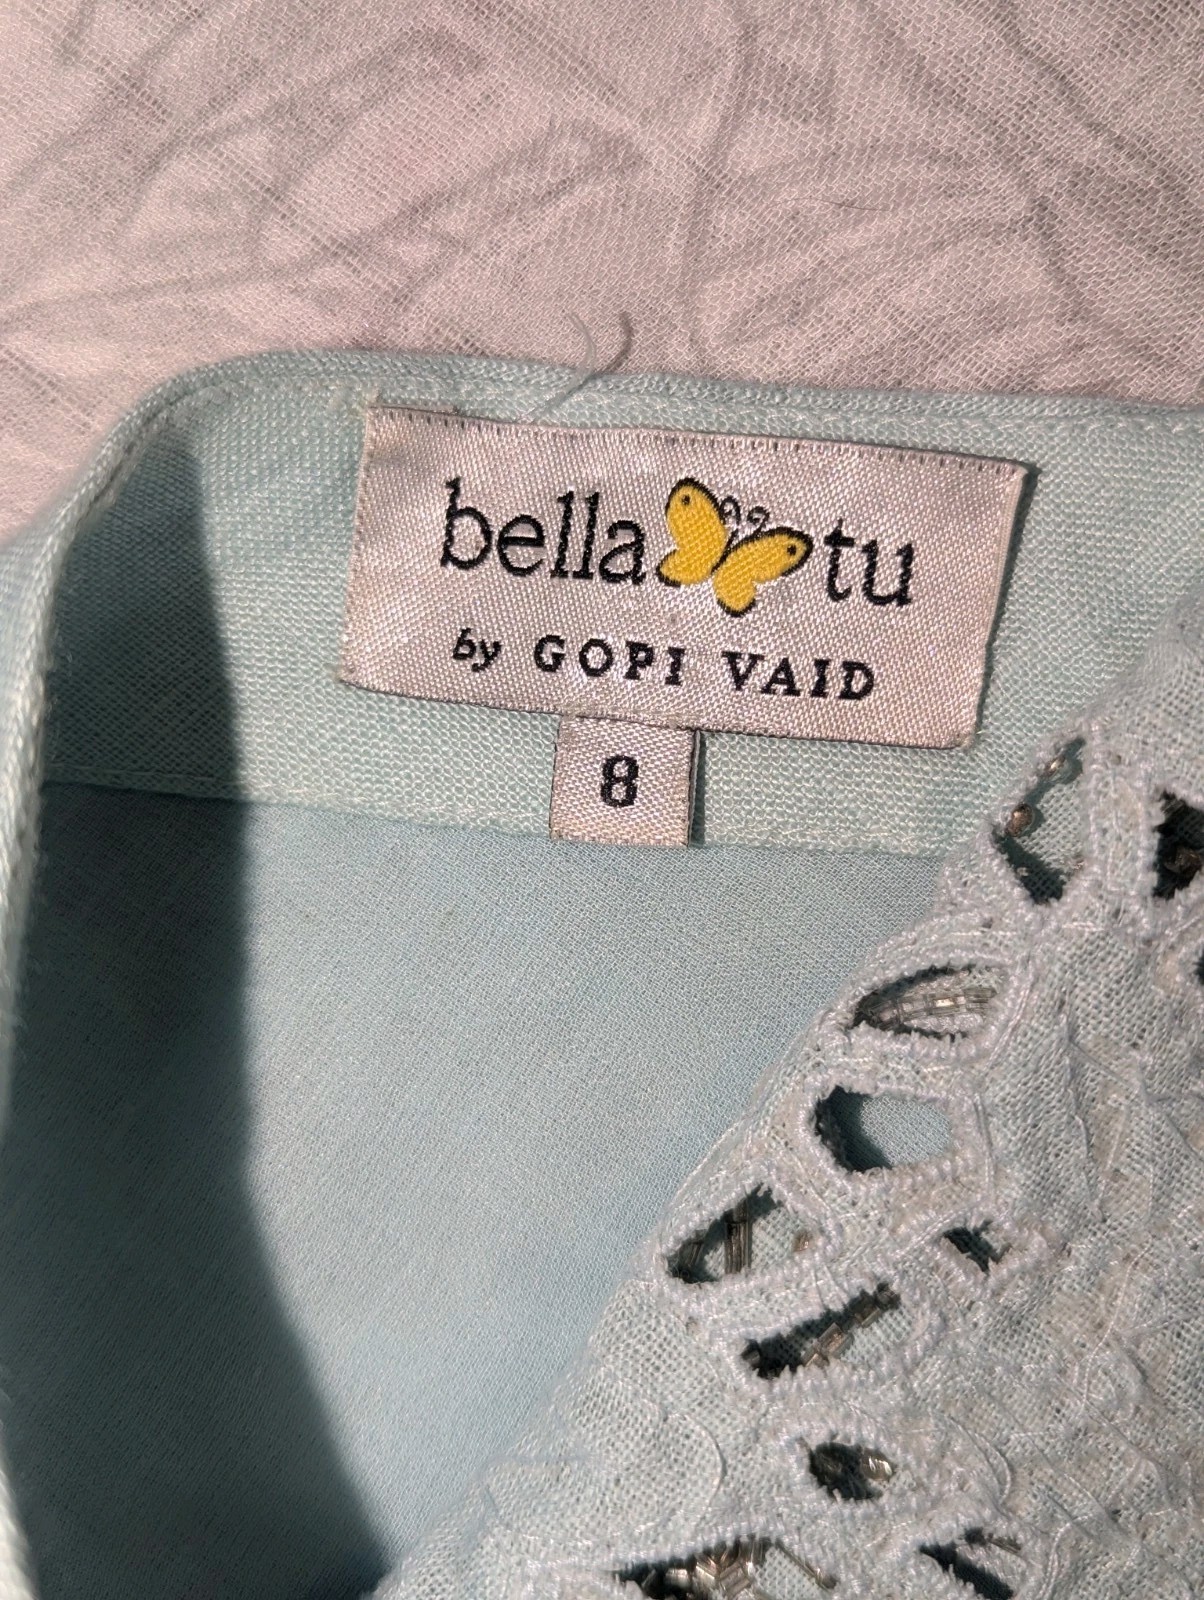 bella tu
by GOPI VAID
8